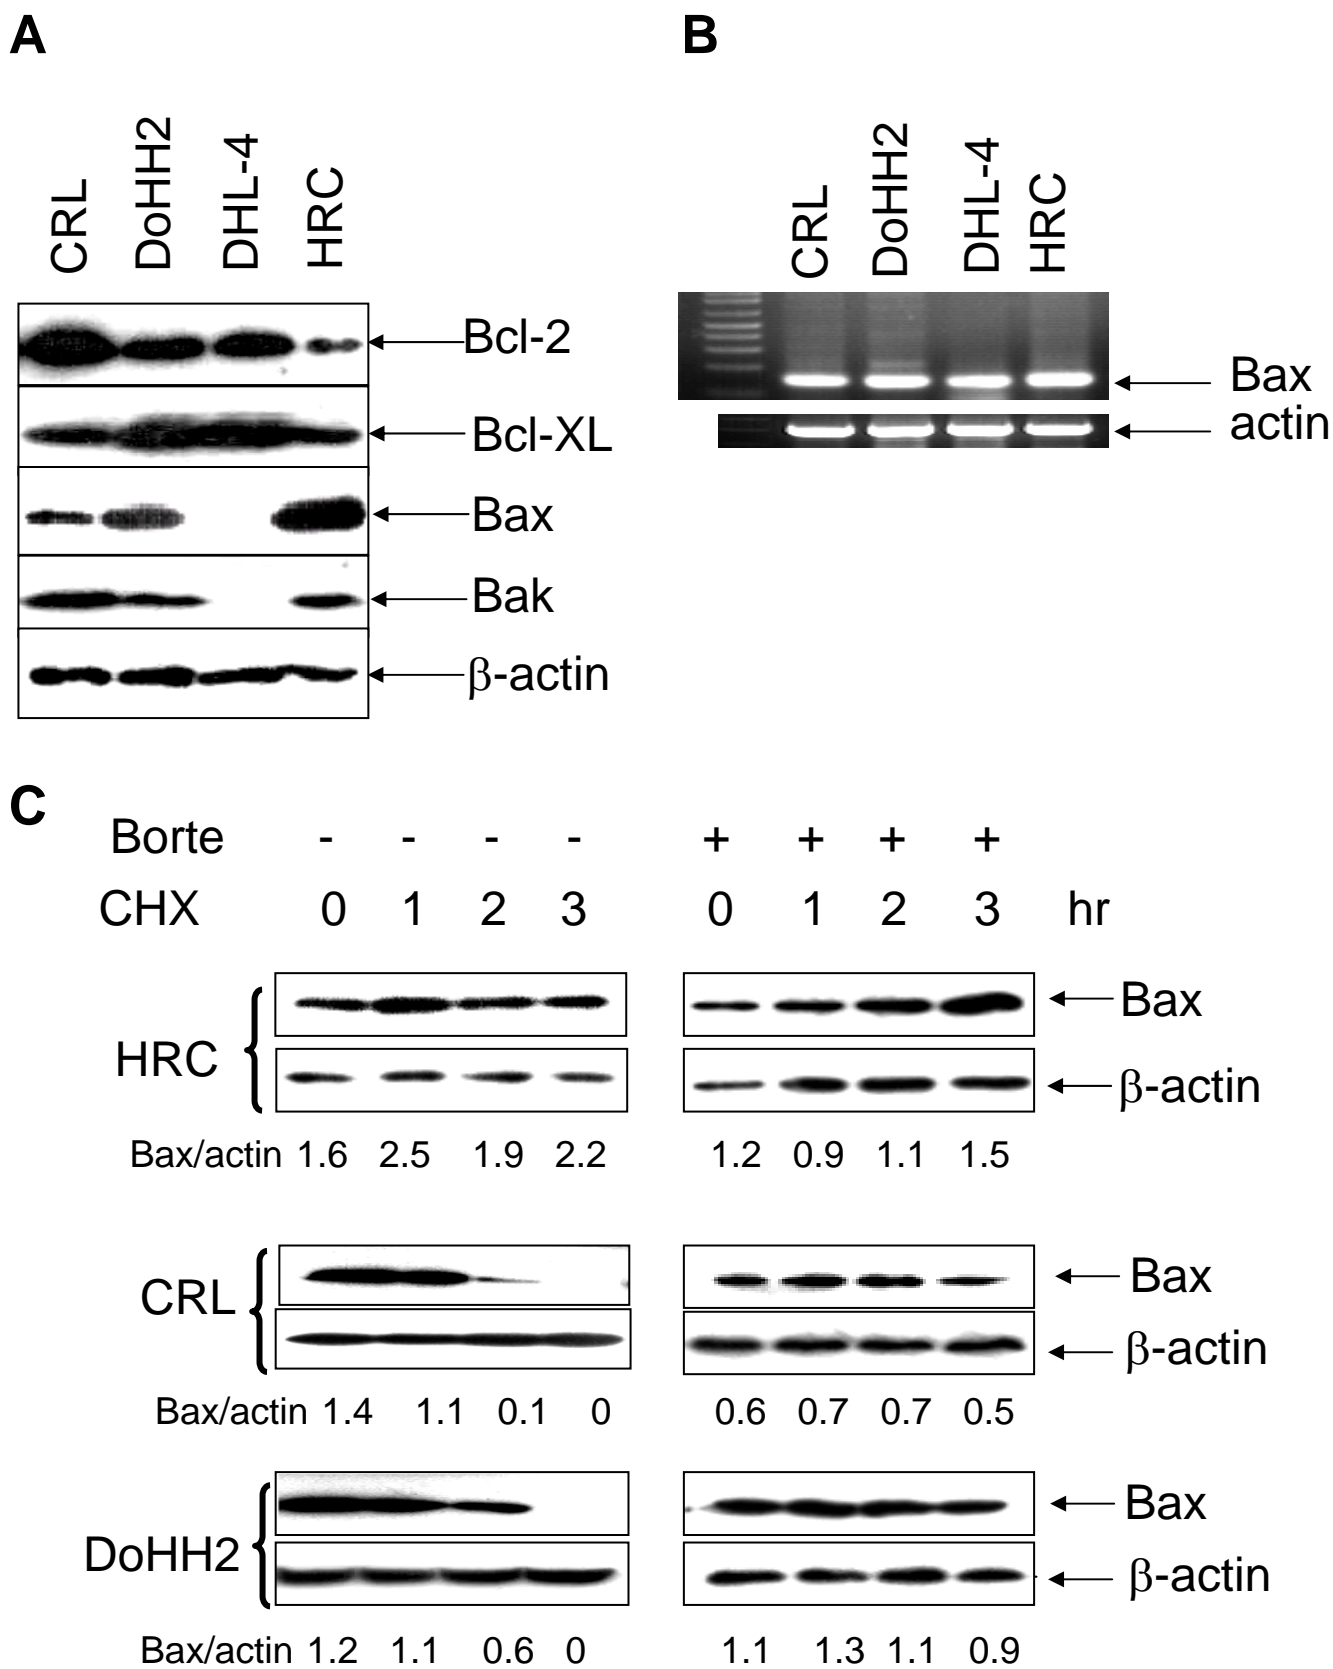 A
CRL DoHH2 DHL-4 HRC
Bcl-2
Bcl-XL
Bax
Bak
β-actin
B
CRL DoHH2 DHL-4 HRC
Bax
actin
C
Borte - - - - + + + +
CHX 0 1 2 3 0 1 2 3 hr
HRC
Bax
β-actin
Bax/actin 1.6 2.5 1.9 2.2 1.2 0.9 1.1 1.5
CRL
Bax
β-actin
Bax/actin 1.4 1.1 0.1 0 0.6 0.7 0.7 0.5
DoHH2
Bax
β-actin
Bax/actin 1.2 1.1 0.6 0 1.1 1.3 1.1 0.9